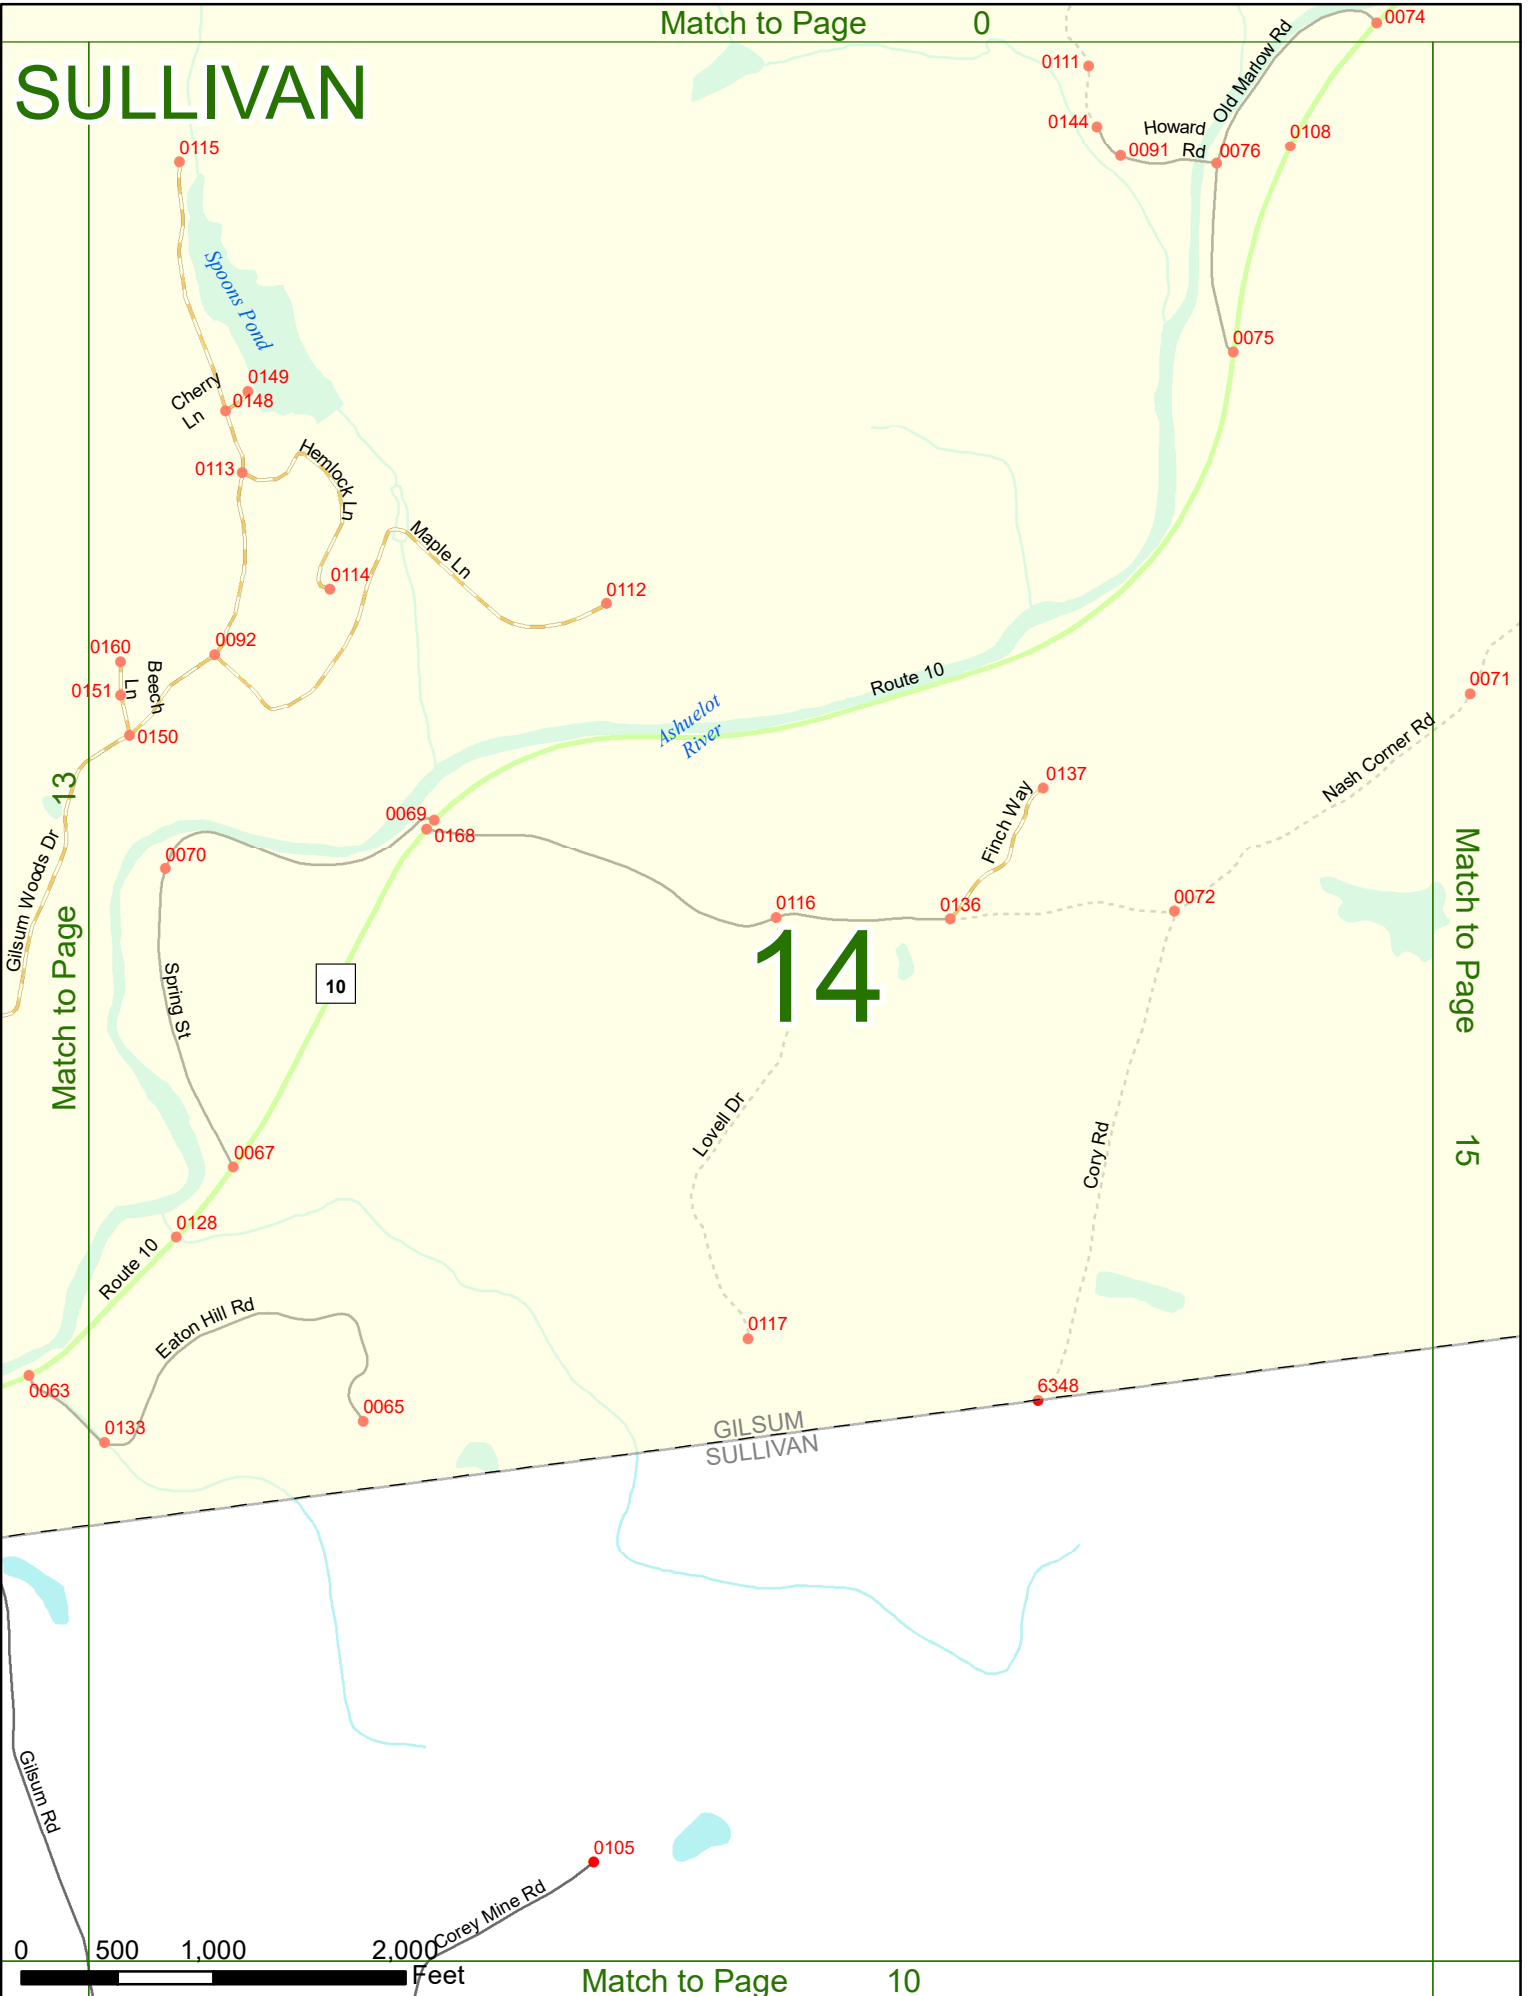 Match to Page 0
SULLIVAN
0074
0111
Old Marlow Rd
0144
Howard
Rd
0108
0091
0076
0115
Spoons Pond
0075
0149
Cherry
Ln
0148
0113
Hemlock Ln
Maple Ln
0114
0112
0092
0160
Beech
Ln
0151
0150
Route 10
0071
Ashuelot
River
Nash Corner Rd
0137
Finch Way
13
Match to Page
0069
0168
0070
Gilsum Woods Dr
0116
0136
0072
14
Match to Page
15
Spring St
10
Lovell Dr
Cory Rd
0067
0128
Route 10
Eaton Hill Rd
0117
0063
0065
0133
6348
GILSUM
SULLIVAN
Gilsum Rd
0105
Corey Mine Rd
0 500 1,000 2,000
Feet
Match to Page 10